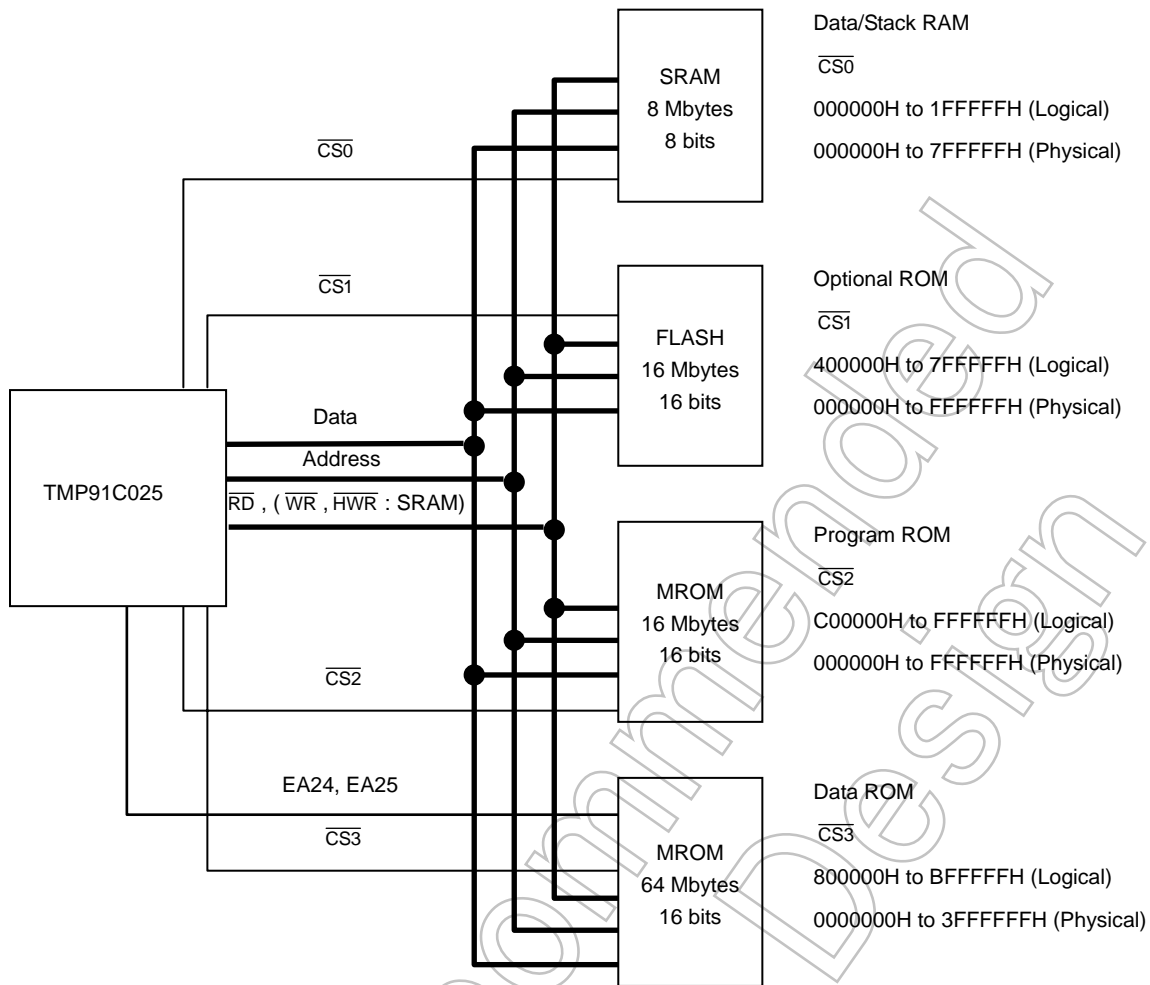 SRAM
8 Mbytes
8 bits
Data/Stack RAM
CS0
000000H to 1FFFFFH (Logical)
000000H to 7FFFFFH (Physical)
CS0
CS1
FLASH
16 Mbytes
16 bits
Optional ROM
CS1
400000H to 7FFFFFH (Logical)
000000H to FFFFFFH (Physical)
TMP91C025
Data
Address
RD , ( WR , HWR : SRAM)
MROM
16 Mbytes
16 bits
Program ROM
CS2
C00000H to FFFFFFH (Logical)
000000H to FFFFFFH (Physical)
CS2
EA24, EA25
CS3
MROM
64 Mbytes
16 bits
Data ROM
CS3
800000H to BFFFFFH (Logical)
0000000H to 3FFFFFFH (Physical)
ommended
Design